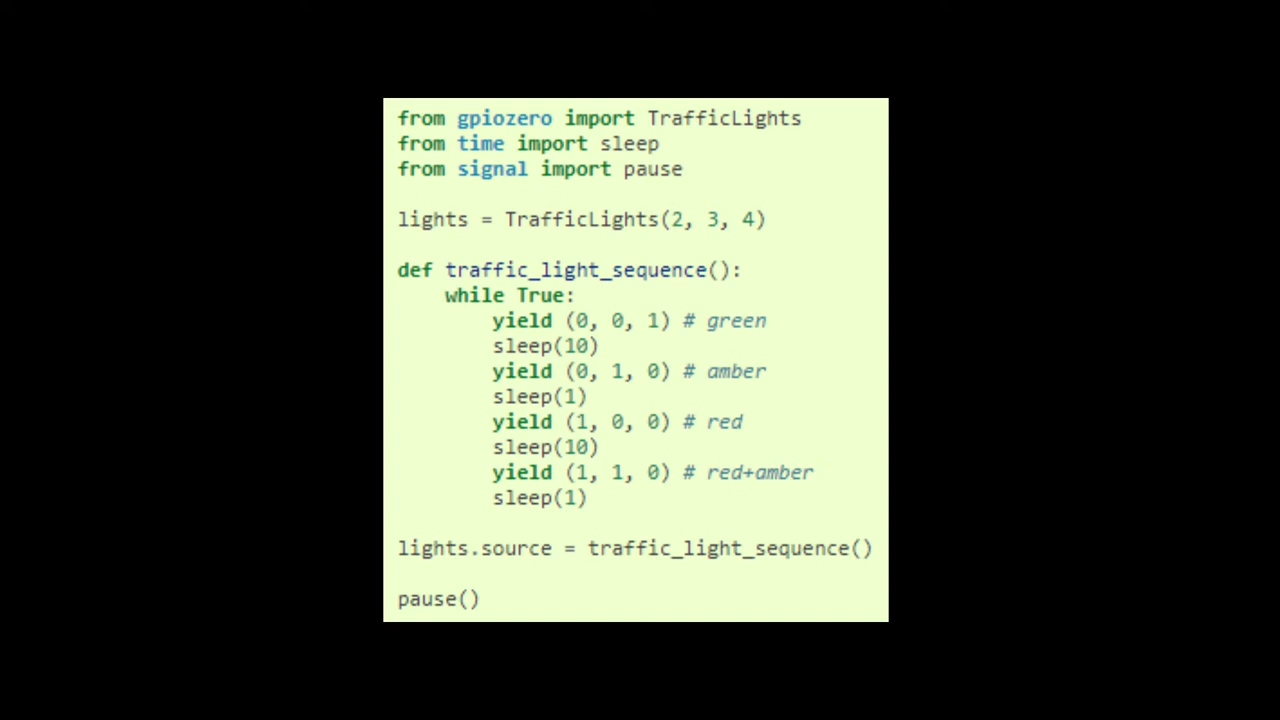 from gpiozero import TrafficLights
from time import sleep
from signal import pause

lights = TrafficLights(2, 3, 4)

def traffic_light_sequence():
    while True:
        yield (0, 0, 1) # green
        sleep(10)
        yield (0, 1, 0) # amber
        sleep(1)
        yield (1, 0, 0) # red
        sleep(10)
        yield (1, 1, 0) # red+amber
        sleep(1)

lights.source = traffic_light_sequence()

pause()